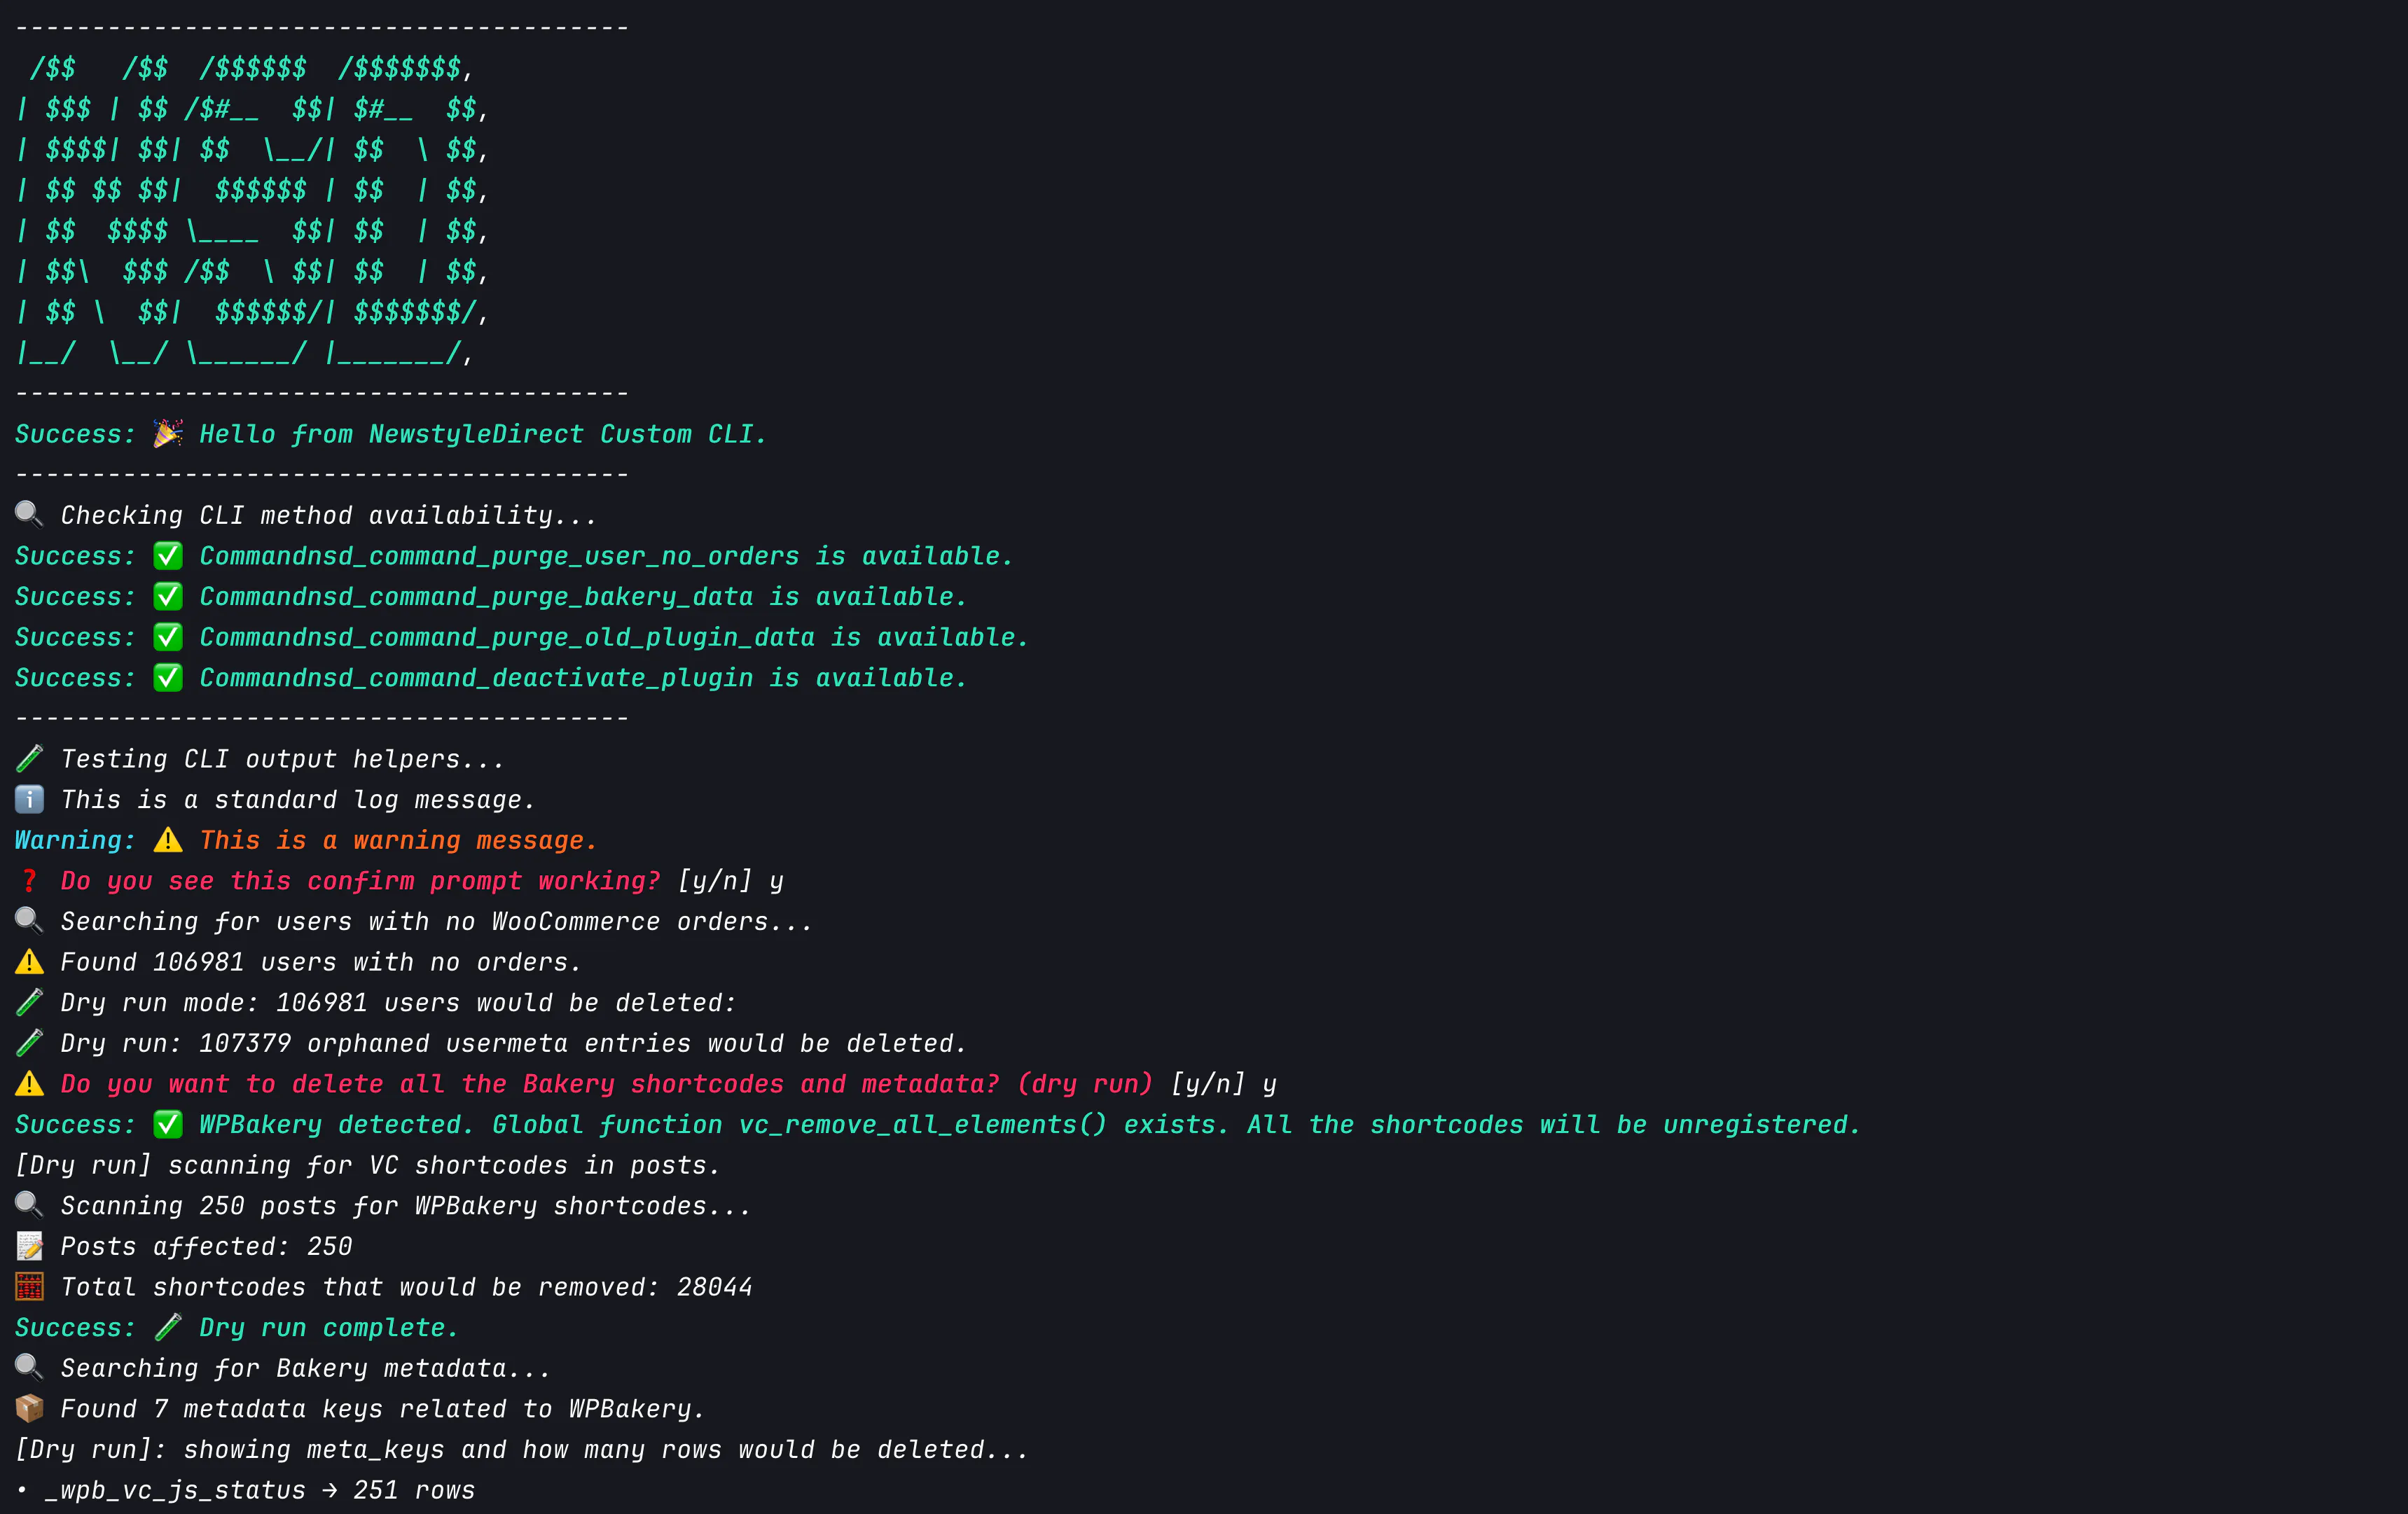 ----------------------------------------
 /$$   /$$  /$$$$$$  /$$$$$$$,
| $$$ | $$ /$#__  $$| $#__  $$,
| $$$$| $$| $$  \__/| $$  \ $$,
| $$ $$ $$|  $$$$$$ | $$  | $$,
| $$  $$$$ \____  $$| $$  | $$,
| $$\  $$$ /$$  \ $$| $$  | $$,
| $$ \  $$|  $$$$$$/| $$$$$$$/,
|__/  \__/ \______/ |_______/,
----------------------------------------
Success: 🎉 Hello from NewstyleDirect Custom CLI.
----------------------------------------
🔍 Checking CLI method availability...
Success: ✅ Commandnsd_command_purge_user_no_orders is available.
Success: ✅ Commandnsd_command_purge_bakery_data is available.
Success: ✅ Commandnsd_command_purge_old_plugin_data is available.
Success: ✅ Commandnsd_command_deactivate_plugin is available.
----------------------------------------
🧪 Testing CLI output helpers...
ℹ️ This is a standard log message.
Warning: ⚠️ This is a warning message.
❓ Do you see this confirm prompt working? [y/n] y
🔍 Searching for users with no WooCommerce orders...
⚠️ Found 106981 users with no orders.
🧪 Dry run mode: 106981 users would be deleted:
🧪 Dry run: 107379 orphaned usermeta entries would be deleted.
⚠️ Do you want to delete all the Bakery shortcodes and metadata? (dry run) [y/n] y
Success: ✅ WPBakery detected. Global function vc_remove_all_elements() exists. All the shortcodes will be unregistered.
[Dry run] scanning for VC shortcodes in posts.
🔍 Scanning 250 posts for WPBakery shortcodes...
📝 Posts affected: 250
🧮 Total shortcodes that would be removed: 28044
Success: 🧪 Dry run complete.
🔍 Searching for Bakery metadata...
📦 Found 7 metadata keys related to WPBakery.
[Dry run]: showing meta_keys and how many rows would be deleted...
• _wpb_vc_js_status → 251 rows